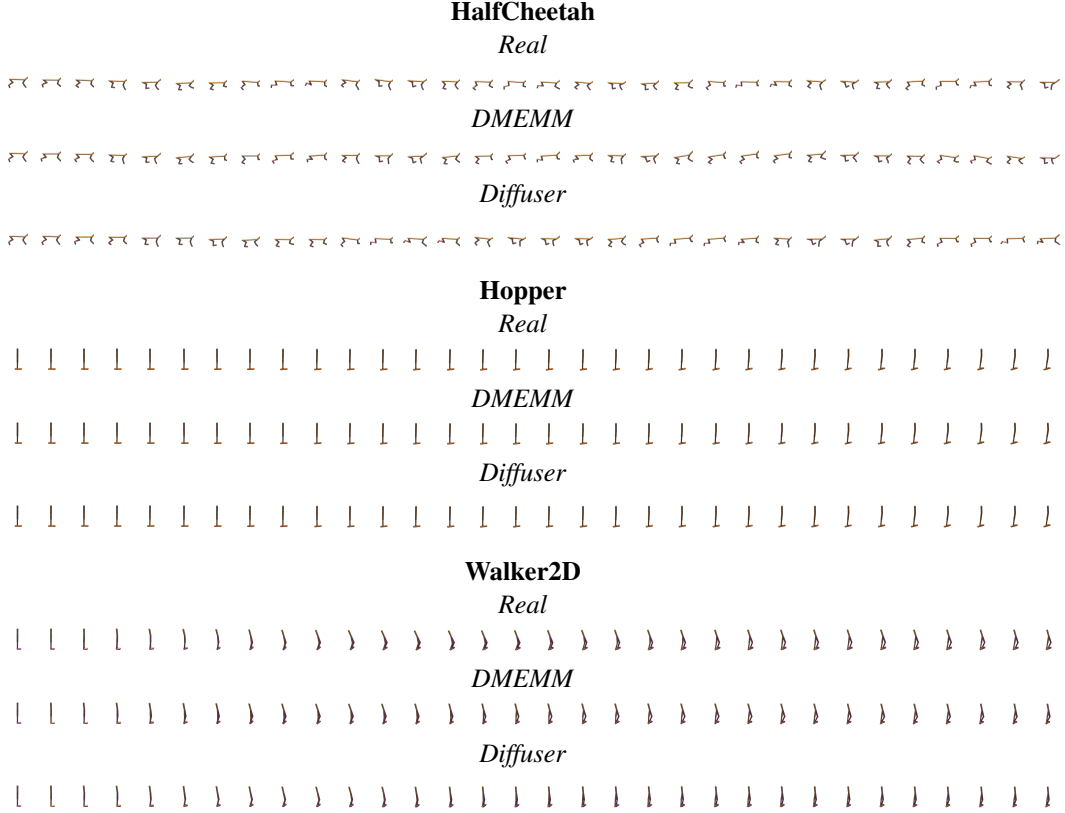 HalfCheetah
Real
DMEMM
Diffuser
Hopper
Real
DMEMM
Diffuser
Walker2D
Real
DMEMM
Diffuser